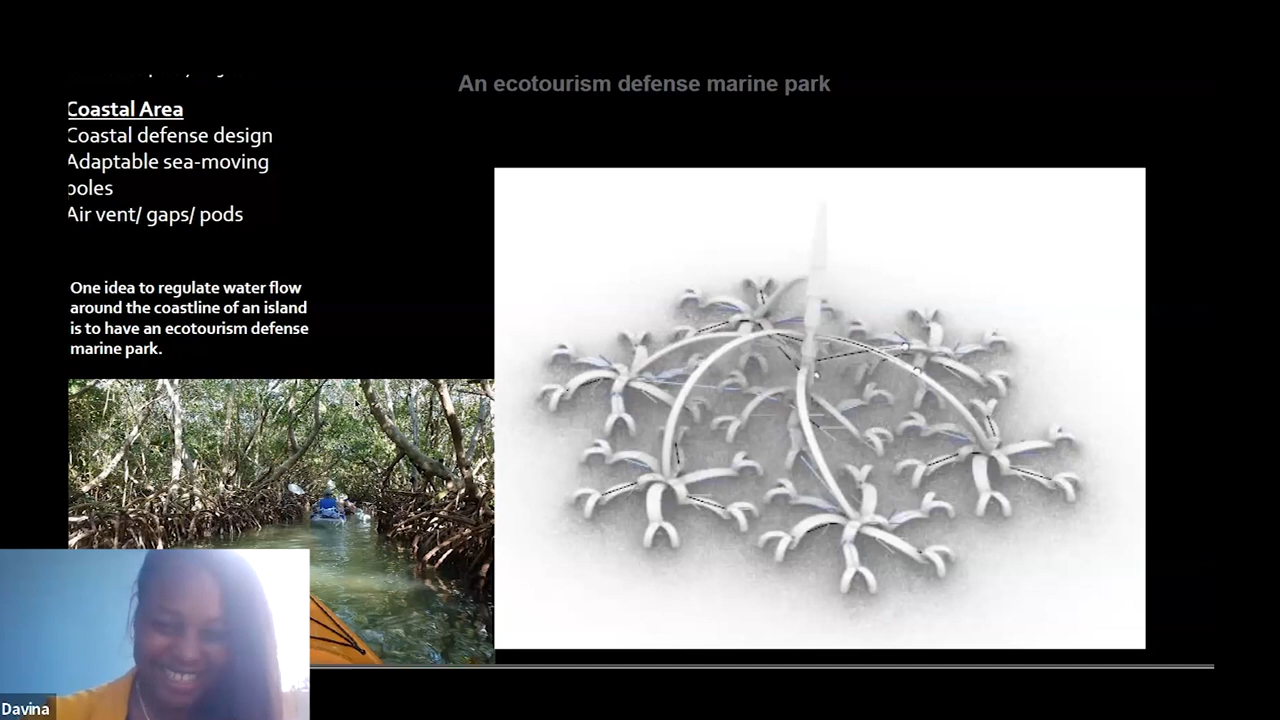 An ecotourism defense marine park
Coastal Area
Coastal defense design
Adaptable sea-moving
poles
Air vent/ gaps/ pods
One idea to regulate water flow
around the coastline of an island
is to have an ecotourism defense
marine park.
Davina